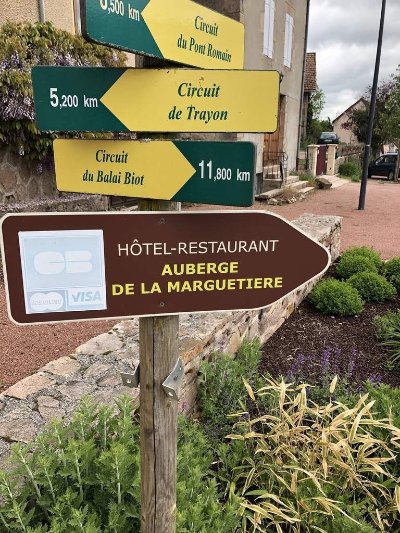 6,500 km
Circuit
du Pont Romain
5,200 km
Circuit
de Trayon
Circuit
du Balai Biot
11,800 km
HÔTEL-RESTAURANT
AUBERGE
DE LA MARGUETIERE
CB
VISA